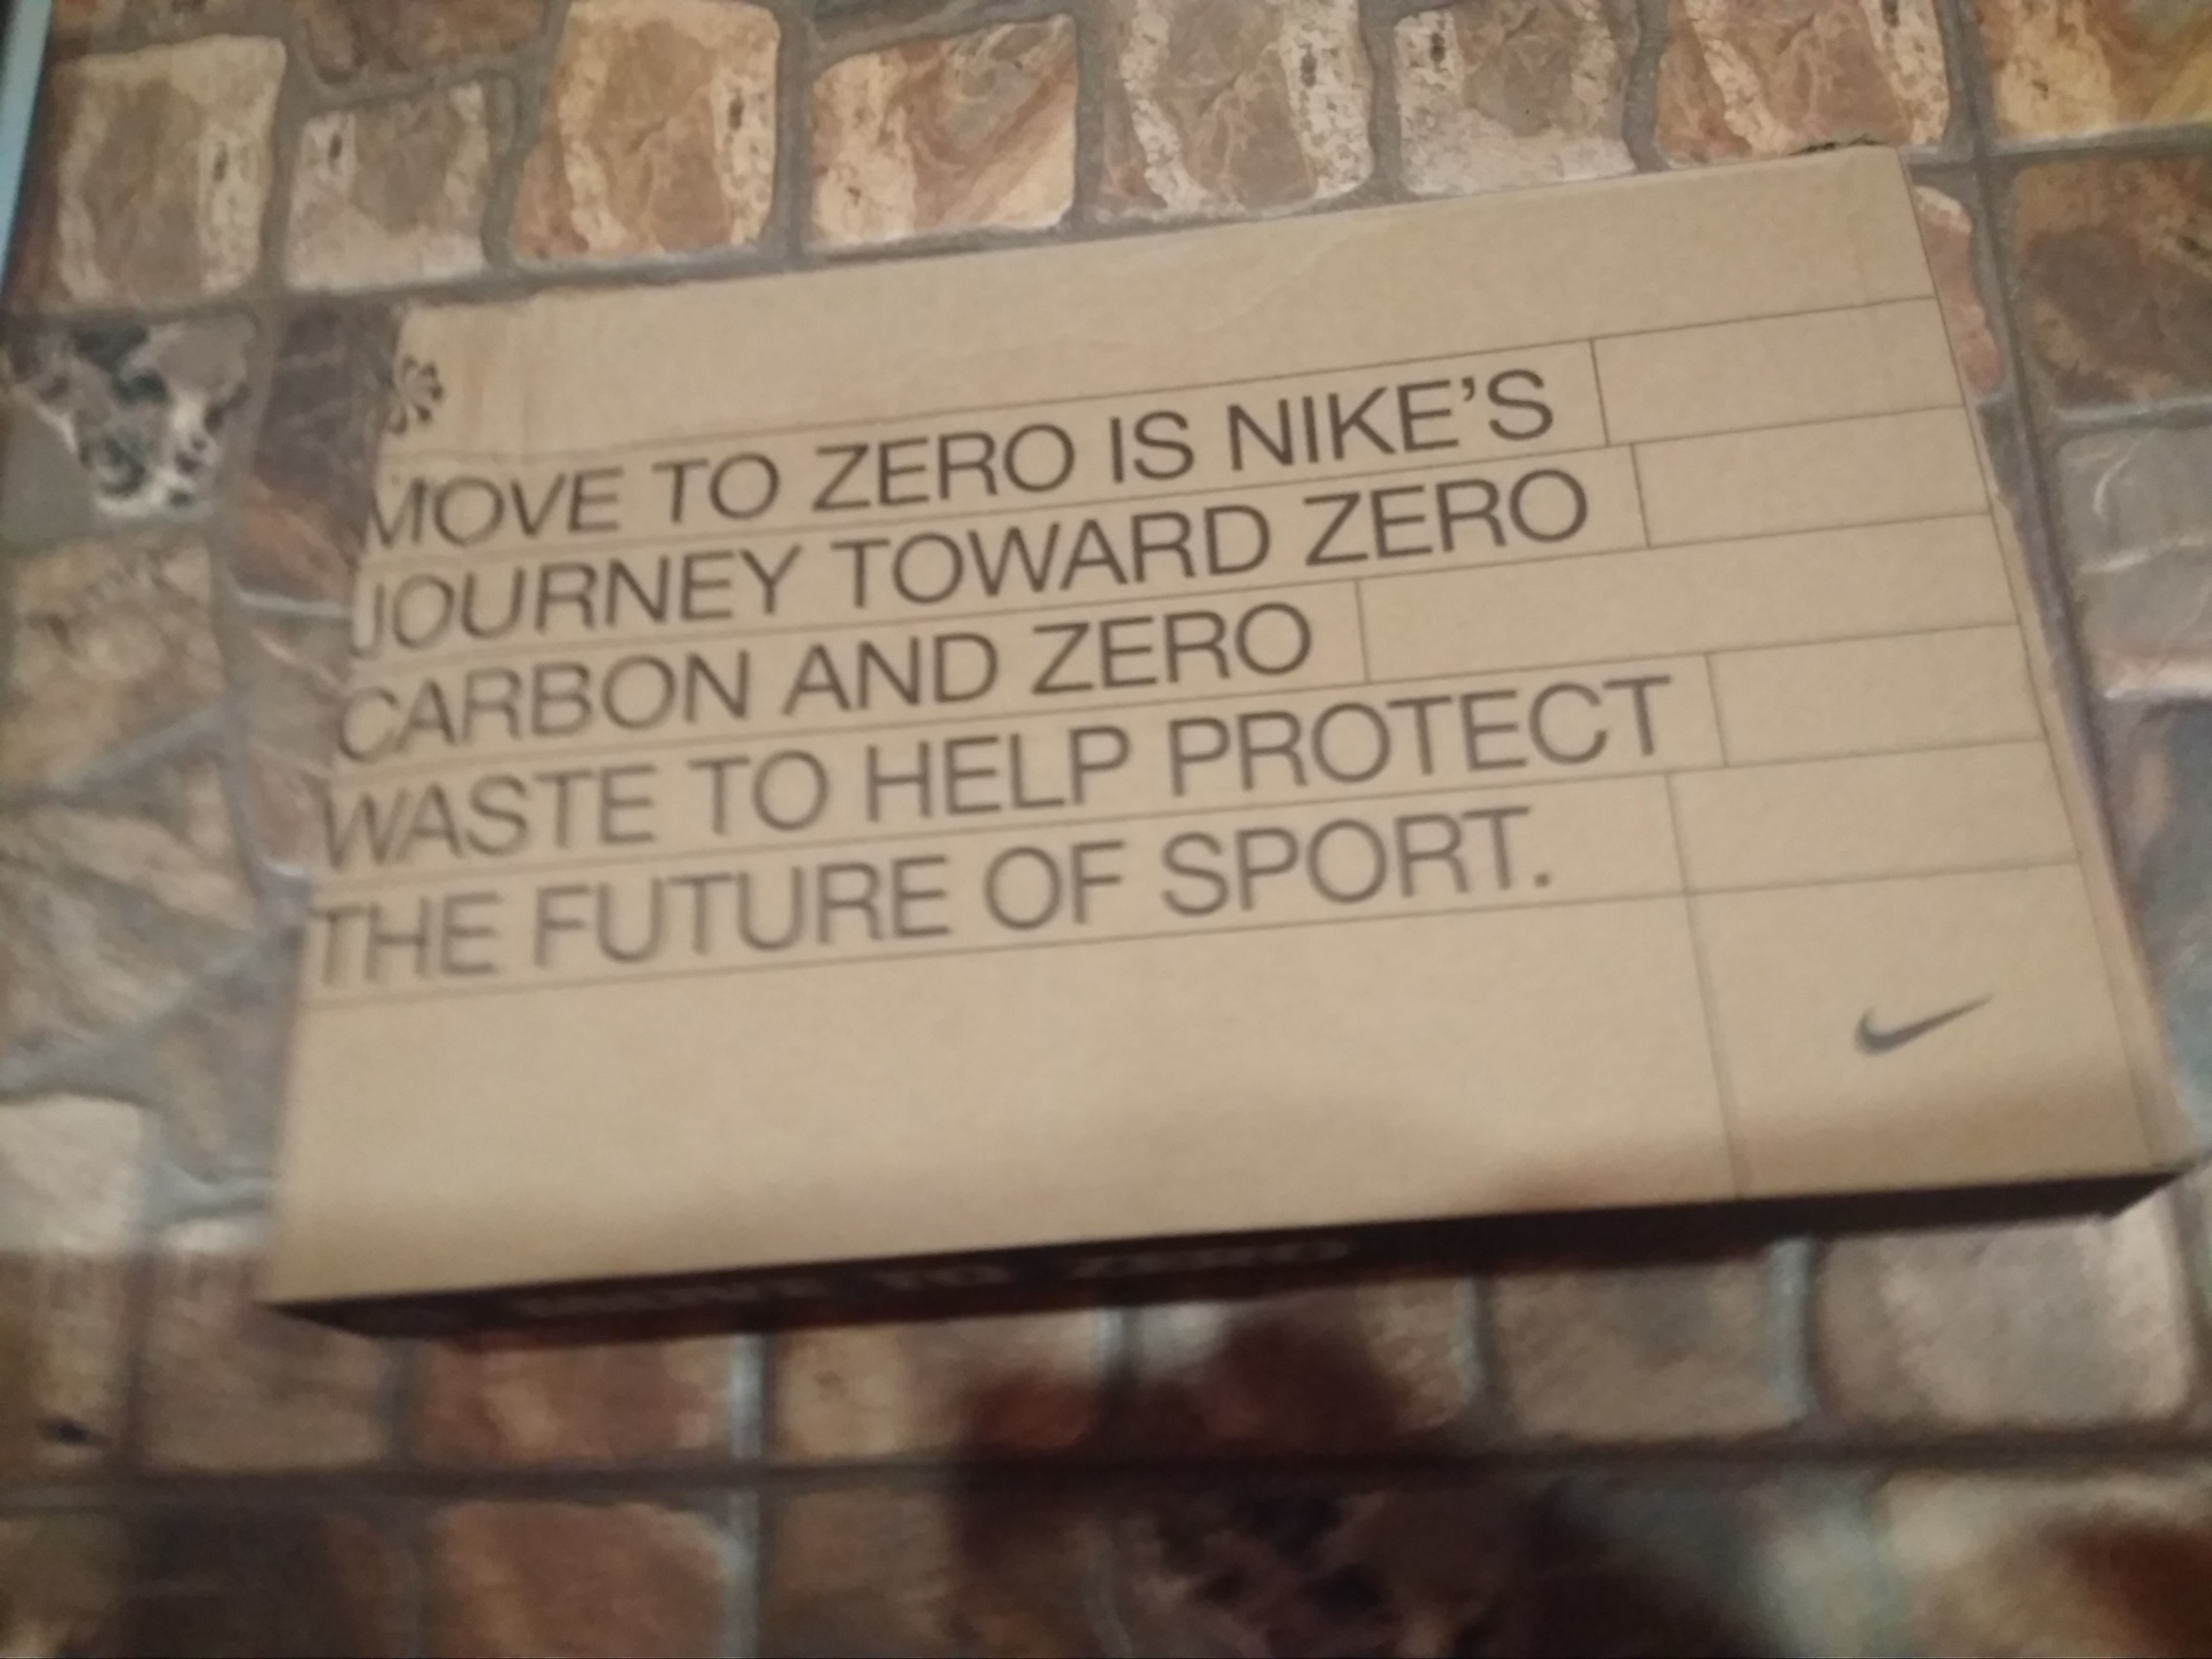 MOVE TO ZERO IS NIKE'S
JOURNEY TOWARD ZERO
CARBON AND ZERO
WASTE TO HELP PROTECT
THE FUTURE OF SPORT.